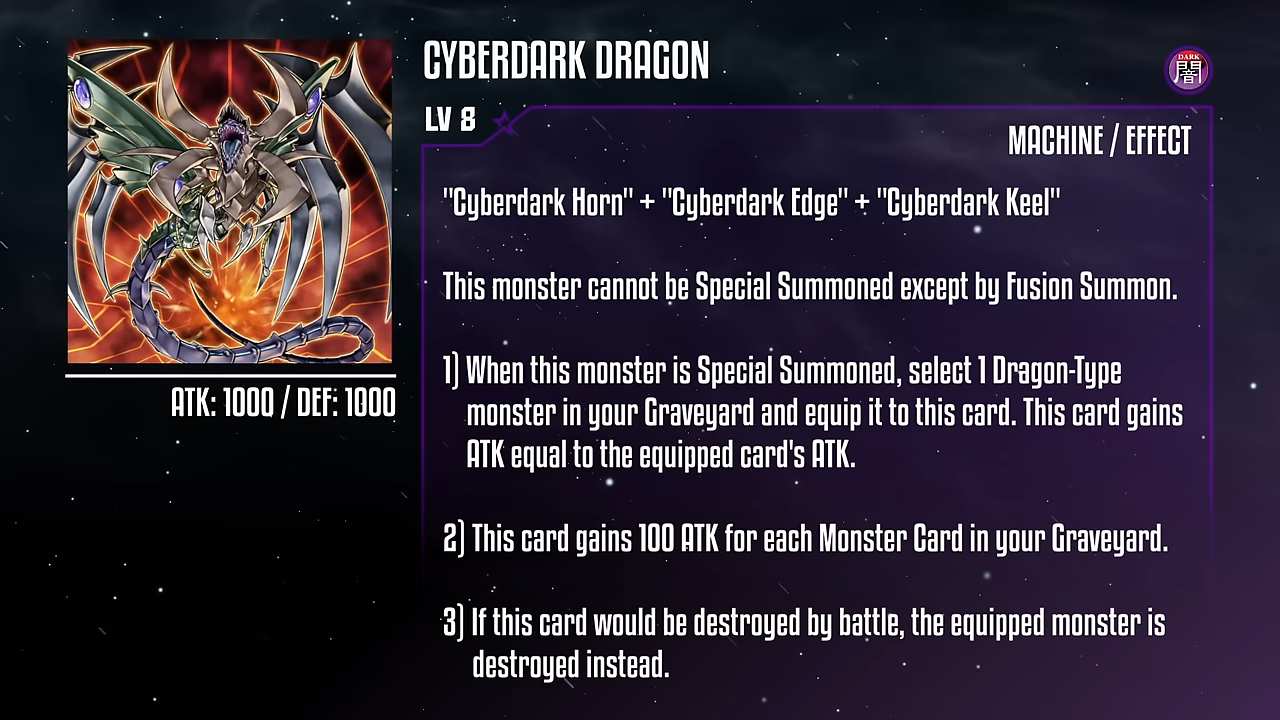 CYBERDARK DRAGON
DARK
闇
LV 8
MACHINE / EFFECT
"Cyberdark Horn" + "Cyberdark Edge" + "Cyberdark Keel"
This monster cannot be Special Summoned except by Fusion Summon.
1) When this monster is Special Summoned, select 1 Dragon-Type
monster in your Graveyard and equip it to this card. This card gains
ATK equal to the equipped card's ATK.
2) This card gains 100 ATK for each Monster Card in your Graveyard.
3) If this card would be destroyed by battle, the equipped monster is
destroyed instead.
ATK: 1000 / DEF: 1000